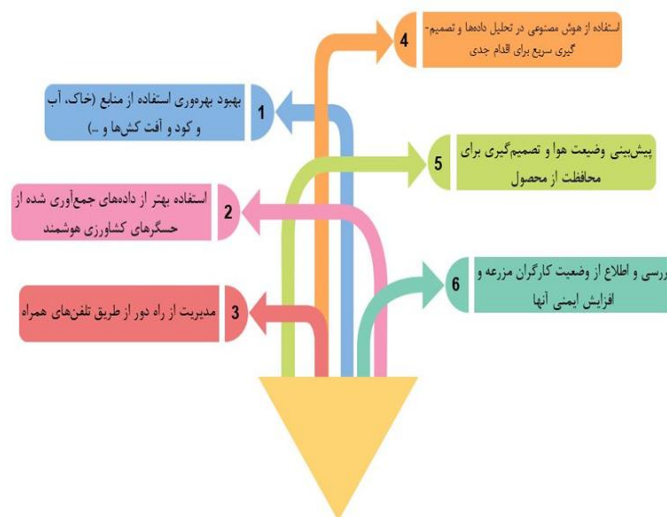 1
بهبود بهره‌وری استفاده از منابع (خاک، آب
و کود و آفت کش‌ها و ...)
2
استفاده بهتر از داده‌های جمع‌آوری شده از
حسگرهای کشاورزی هوشمند
3
مدیریت از راه دور از طریق تلفن‌های همراه
4
استفاده از هوش مصنوعی در تحلیل داده‌ها و تصمیم-
گیری سریع برای اقدام جدی
5
پیش‌بینی وضعیت هوا و تصمیم‌گیری برای
محافظت از محصول
6
بررسی و اطلاع از وضعیت کارگران مزرعه و
افزایش ایمنی آنها